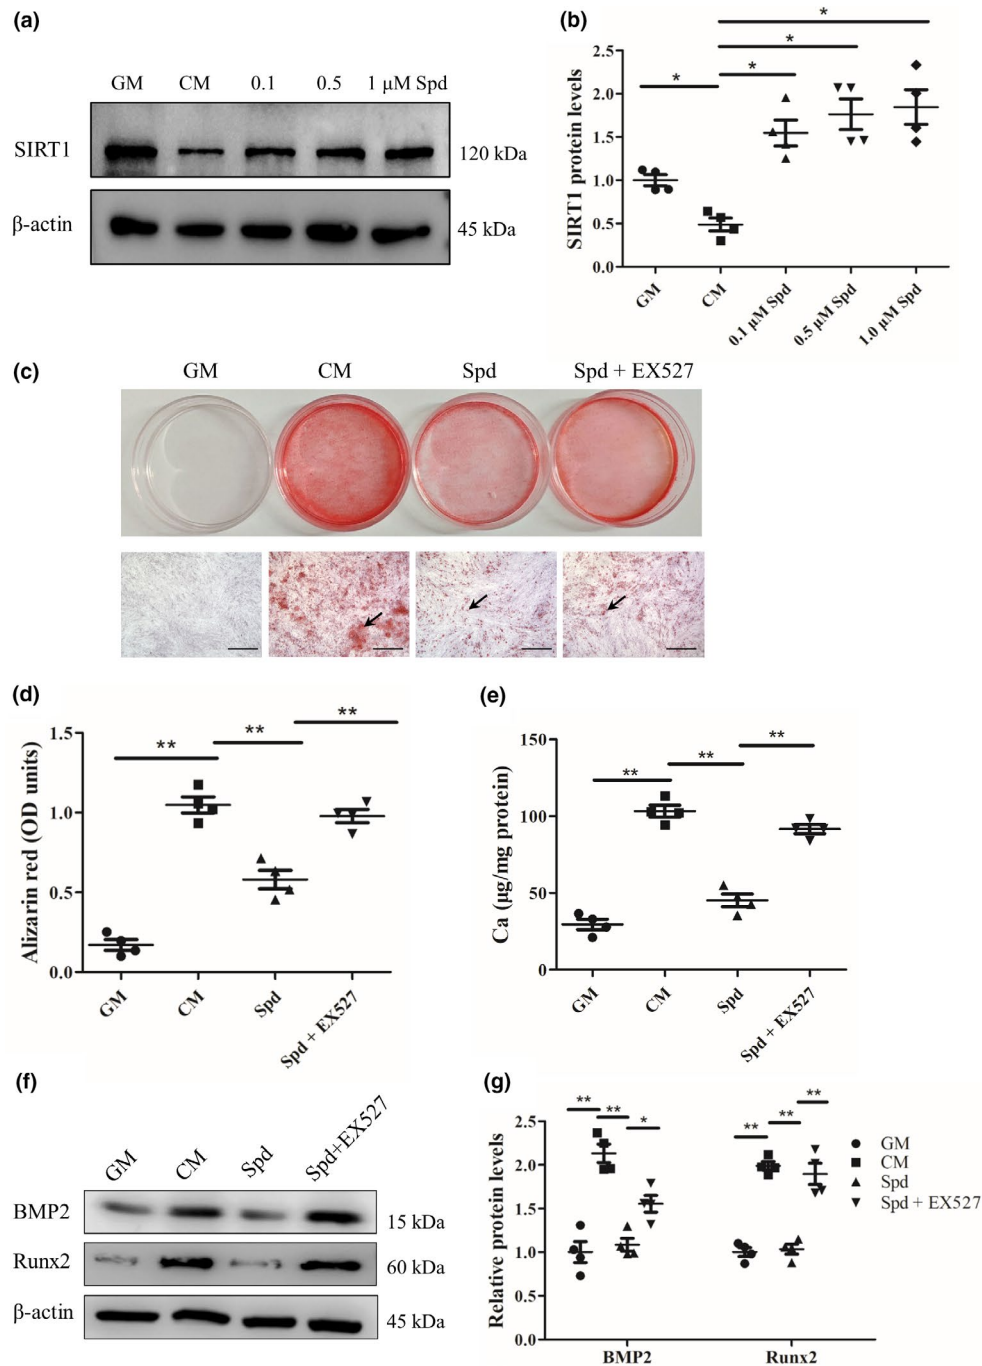 (a)
GM CM 0.1 0.5 1 μM Spd
SIRT1
120 kDa
β-actin
45 kDa
(b)
*
*
*
*
SIRT1 protein levels
2.5
2.0
1.5
1.0
0.5
0.0
GM
CM
0.1 μM Spd
0.5 μM Spd
1.0 μM Spd
(c)
GM CM Spd Spd + EX527
(d)
Alizarin red (OD units)
** ** **
1.5
1.0
0.5
0.0
GM
CM
Spd
Spd + EX527
(e)
Ca (μg/mg protein)
** ** **
150
100
50
0
GM
CM
Spd
Spd + EX527
(f)
GM CM Spd Spd+EX527
BMP2
15 kDa
Runx2
60 kDa
β-actin
45 kDa
(g)
Relative protein levels
** ** *
** ** **
2.5
2.0
1.5
1.0
0.5
0.0
BMP2 Runx2
GM
CM
Spd
Spd + EX527